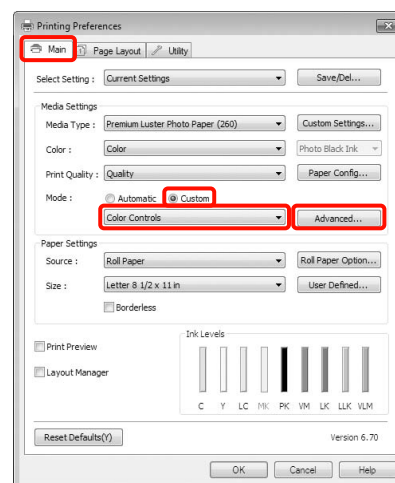 Printing Preferences
Main Page Layout Utility
Select Setting : Current Settings Save/Del...
Media Settings
Media Type : Premium Luster Photo Paper (260) Custom Settings...
Color : Color Photo Black Ink
Print Quality : Quality Paper Config...
Mode : Automatic Custom
Color Controls Advanced...
Paper Settings
Source : Roll Paper Roll Paper Option...
Size : Letter 8 1/2 x 11 in User Defined...
Borderless
Ink Levels
Print Preview
Layout Manager
C Y LC MK PK VM LK LLK VLM
Reset Defaults(Y) Version 6.70
OK Cancel Help